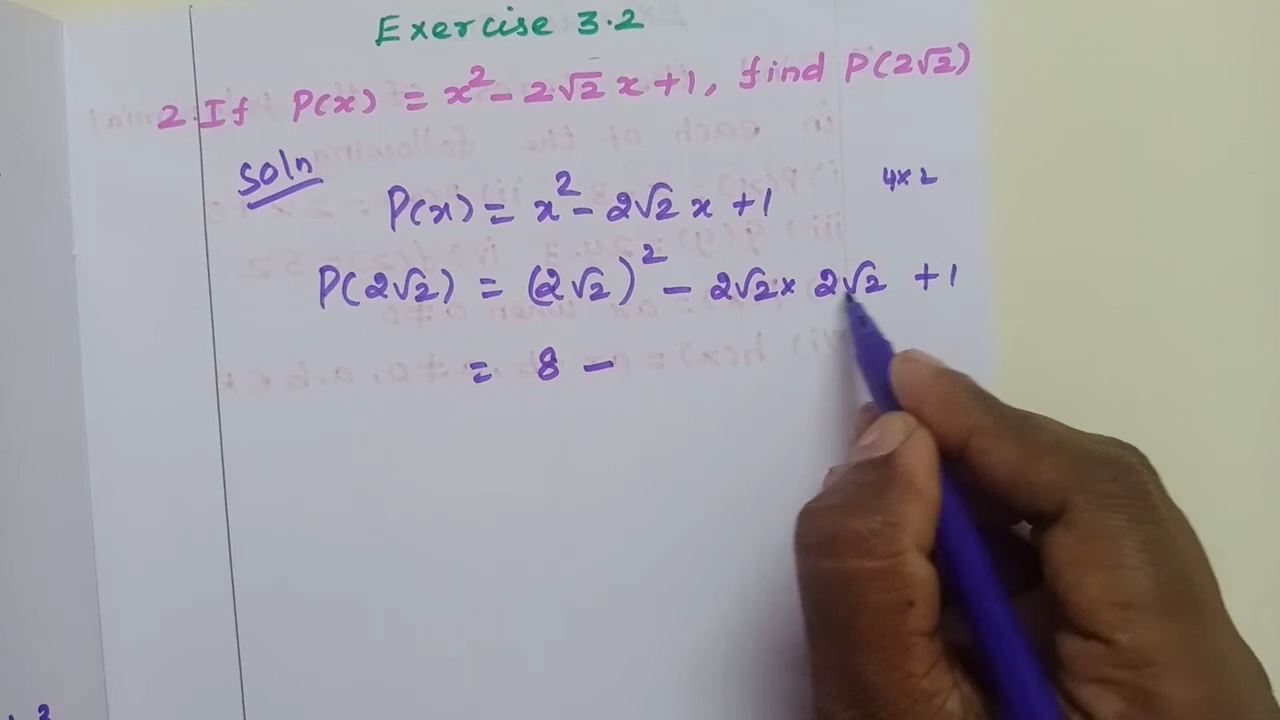 Exercise 3.2
2. If P(x) = x² - 2√2 x + 1, find P(2√2)
Soln
P(x) = x² - 2√2 x + 1
4×2
P(2√2) = (2√2)² - 2√2 × 2√2 + 1
= 8 -